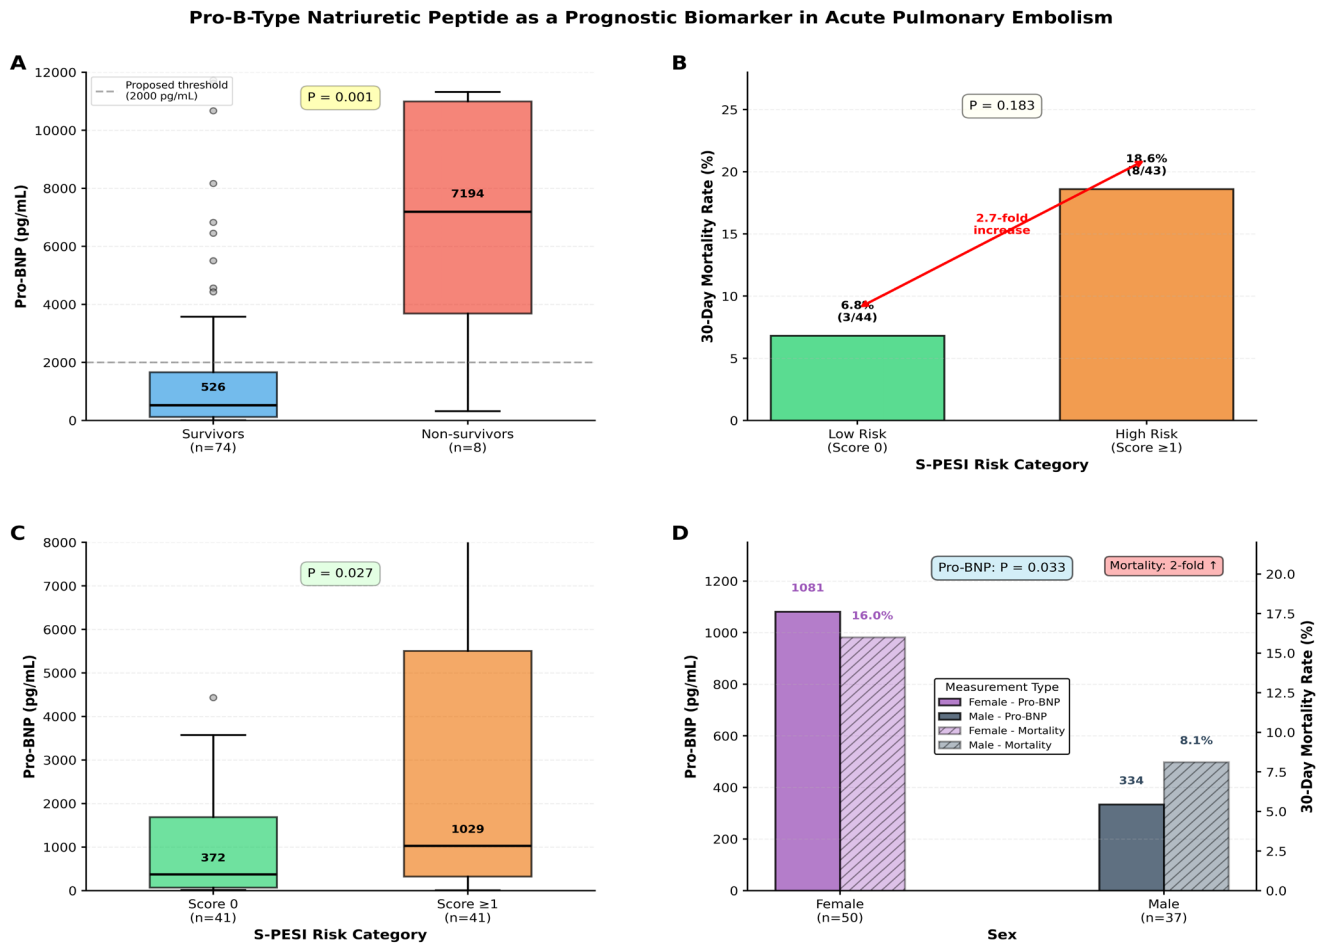 Pro-B-Type Natriuretic Peptide as a Prognostic Biomarker in Acute Pulmonary Embolism
A
Pro-BNP (pg/mL)
12000
10000
8000
6000
4000
2000
0
Proposed threshold
(2000 pg/mL)
P = 0.001
7194
526
Survivors
(n=74)
Non-survivors
(n=8)
B
30-Day Mortality Rate (%)
25
20
15
10
5
0
P = 0.183
18.6%
(8/43)
2.7-fold
increase
6.8%
(3/44)
Low Risk
(Score 0)
High Risk
(Score ≥1)
S-PESI Risk Category
C
Pro-BNP (pg/mL)
8000
7000
6000
5000
4000
3000
2000
1000
0
P = 0.027
372
1029
Score 0
(n=41)
Score ≥1
(n=41)
S-PESI Risk Category
D
Pro-BNP (pg/mL)
1200
1000
800
600
400
200
0
Pro-BNP: P = 0.033
Mortality: 2-fold ↑
1081
16.0%
Measurement Type
Female - Pro-BNP
Male - Pro-BNP
Female - Mortality
Male - Mortality
334
8.1%
20.0
17.5
15.0
12.5
10.0
7.5
5.0
2.5
0.0
30-Day Mortality Rate (%)
Female
(n=50)
Male
(n=37)
Sex